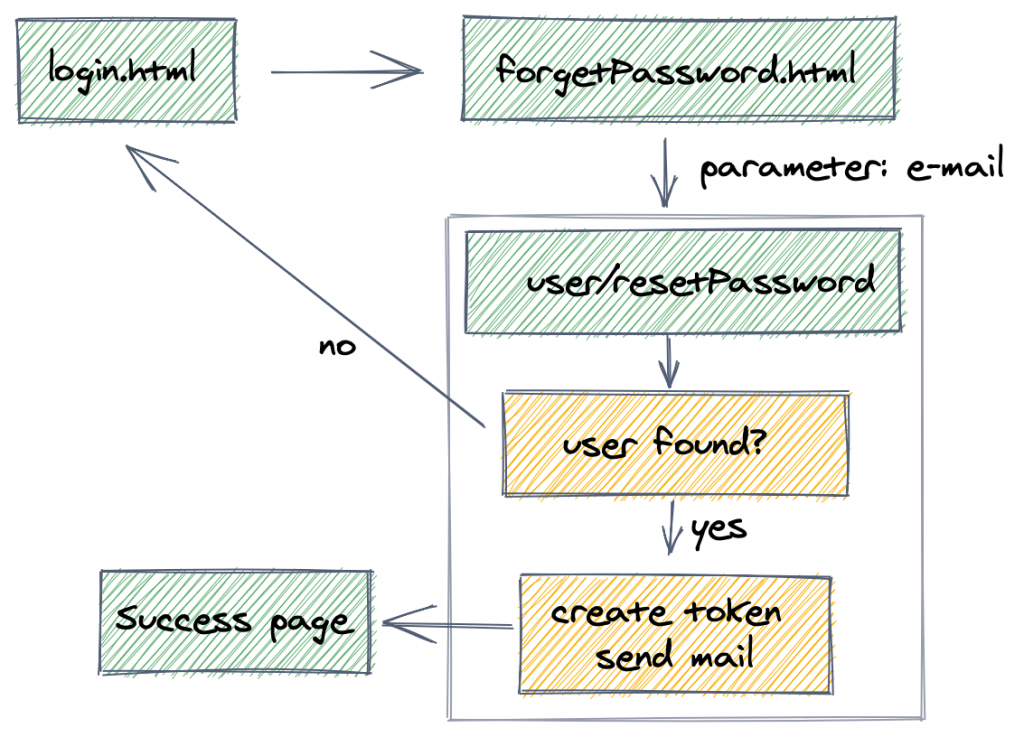 login.html
forgetPassword.html
parameter: e-mail
user/resetPassword
no
user found?
yes
Success page
create token
send mail